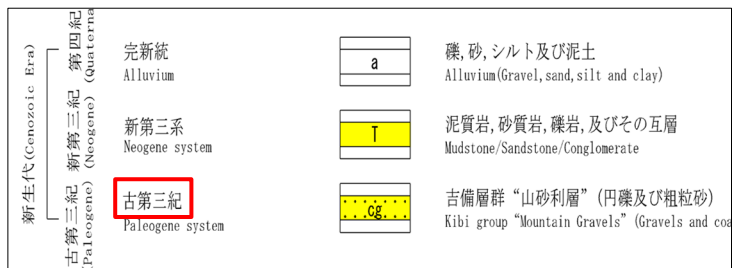 新生代(Cenozoic Era)
第四紀
(Quaterna
新第三紀
(Neogene)
古第三紀
(Paleogene)
完新統
Alluvium
a
礫,砂,シルト及び泥土
Alluvium(Gravel,sand,silt and clay)
新第三系
Neogene system
T
泥質岩,砂質岩,礫岩,及びその互層
Mudstone/Sandstone/Conglomerate
古第三紀
Paleogene system
cg
吉備層群“山砂利層”(円礫及び粗粒砂)
Kibi group“Mountain Gravels”(Gravels and coa